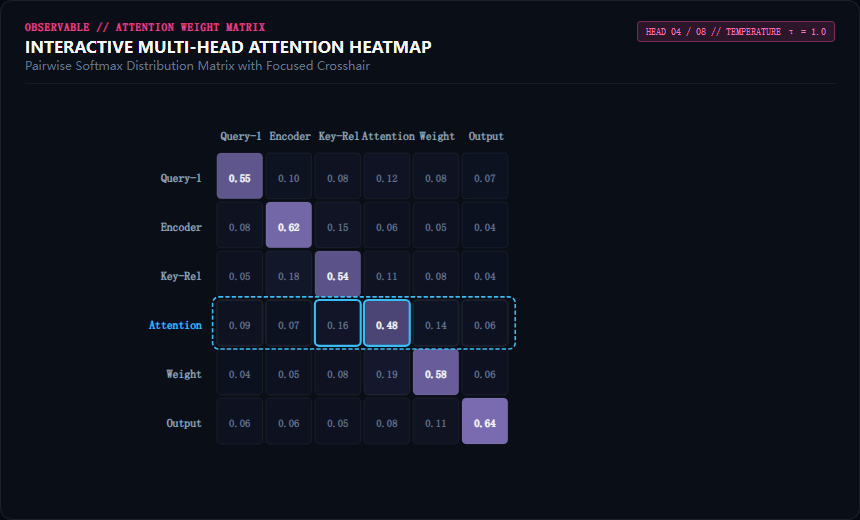 OBSERVABLE // ATTENTION WEIGHT MATRIX
INTERACTIVE MULTI-HEAD ATTENTION HEATMAP
Pairwise Softmax Distribution Matrix with Focused Crosshair
HEAD 04 / 08 // TEMPERATURE τ = 1.0
Query-1 Encoder Key-Rel Attention Weight Output
Query-1 0.55 0.10 0.08 0.12 0.08 0.07
Encoder 0.08 0.62 0.15 0.06 0.05 0.04
Key-Rel 0.05 0.18 0.54 0.11 0.08 0.04
Attention 0.09 0.07 0.16 0.48 0.14 0.06
Weight 0.04 0.05 0.08 0.19 0.58 0.06
Output 0.06 0.06 0.05 0.08 0.11 0.64